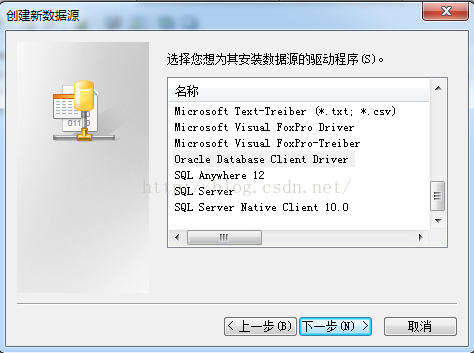 创建新数据源
选择您想为其安装数据源的驱动程序(S)。
名称
Microsoft Text-Treiber (*.txt; *.csv)
Microsoft Visual FoxPro Driver
Microsoft Visual FoxPro-Treiber
Oracle Database Client Driver
SQL Anywhere 12
http://blog.csdn.net/
SQL Server
SQL Server Native Client 10.0
< 上一步(B) 下一步(N) > 取消